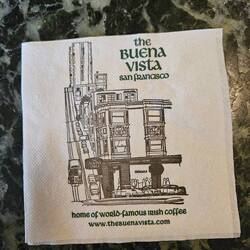 the
BUENA
VISTA
SAN FRANCISCO
home of world-famous Irish coffee
www.thebuenavista.com